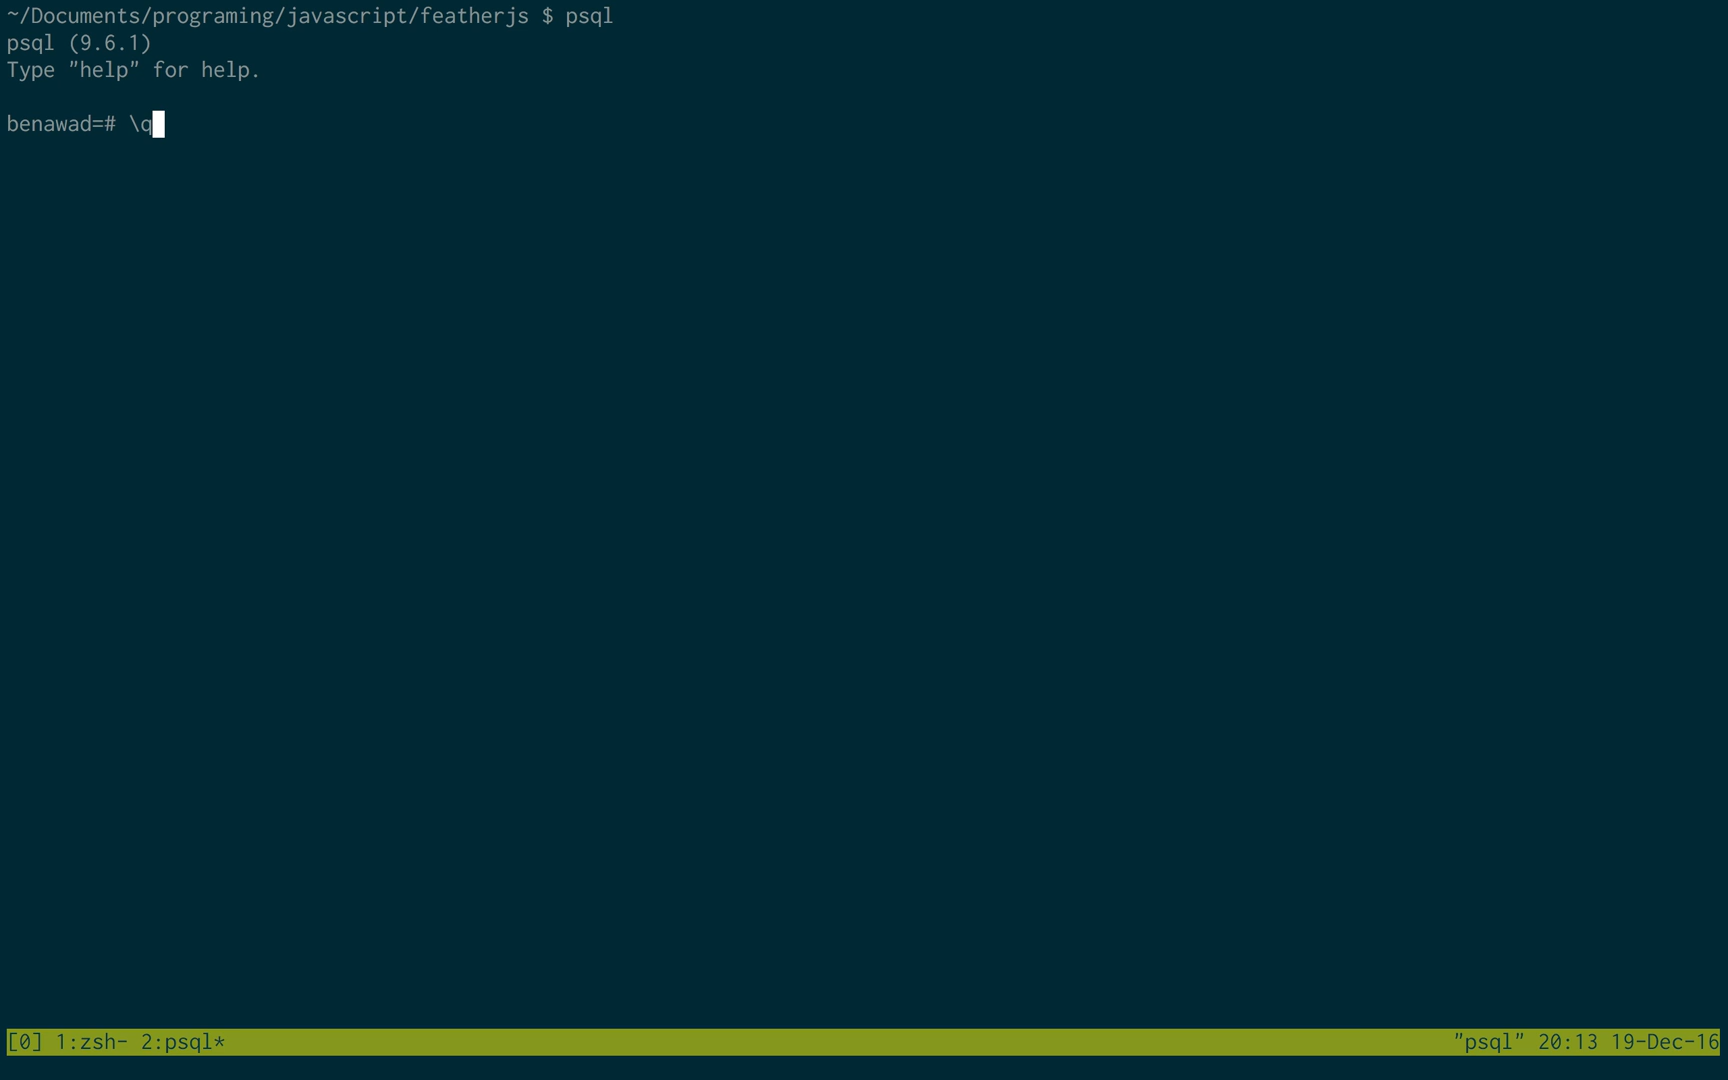 ~/Documents/programing/javascript/featherjs $ psql
psql (9.6.1)
Type "help" for help.
benawad=# \q
[0] 1:zsh- 2:psql* "psql" 20:13 19-Dec-16